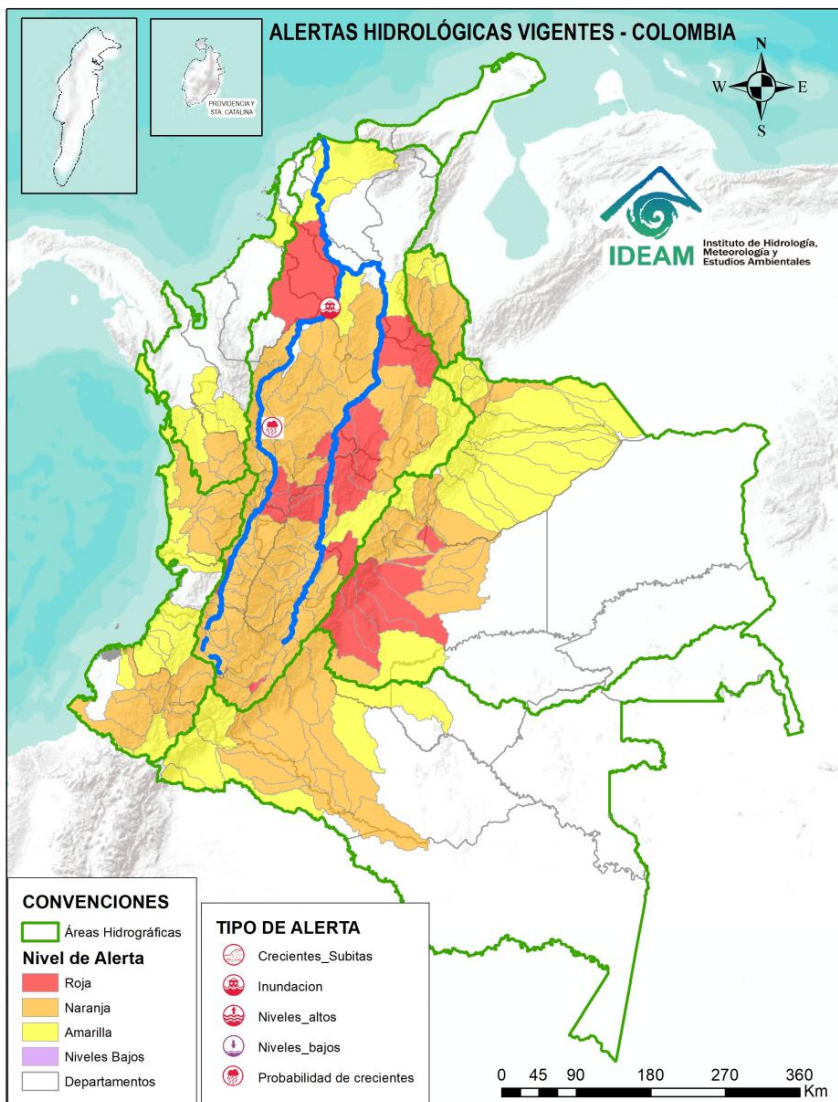 ALERTAS HIDROLÓGICAS VIGENTES - COLOMBIA
PROVIDENCIA Y
STA. CATALINA
N
W E
S
IDEAM
Instituto de Hidrología,
Meteorología y
Estudios Ambientales
CONVENCIONES
Áreas Hidrográficas
Nivel de Alerta
Roja
Naranja
Amarilla
Niveles Bajos
Departamentos
TIPO DE ALERTA
Crecientes_Subitas
Inundacion
Niveles_altos
Niveles_bajos
Probabilidad de crecientes
0 45 90 180 270 360
Km